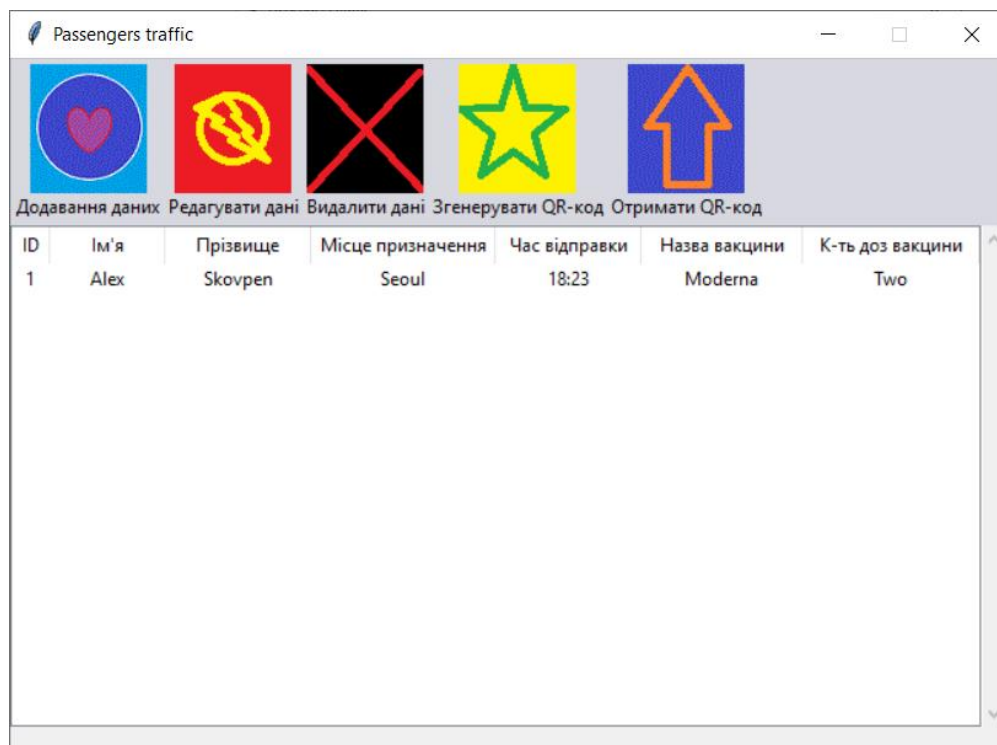 Passengers traffic
Додавання даних Редагувати дані Видалити дані Згенерувати QR-код Отримати QR-код
ID Ім'я Прізвище Місце призначення Час відправки Назва вакцини К-ть доз вакцини
1 Alex Skovpen Seoul 18:23 Moderna Two